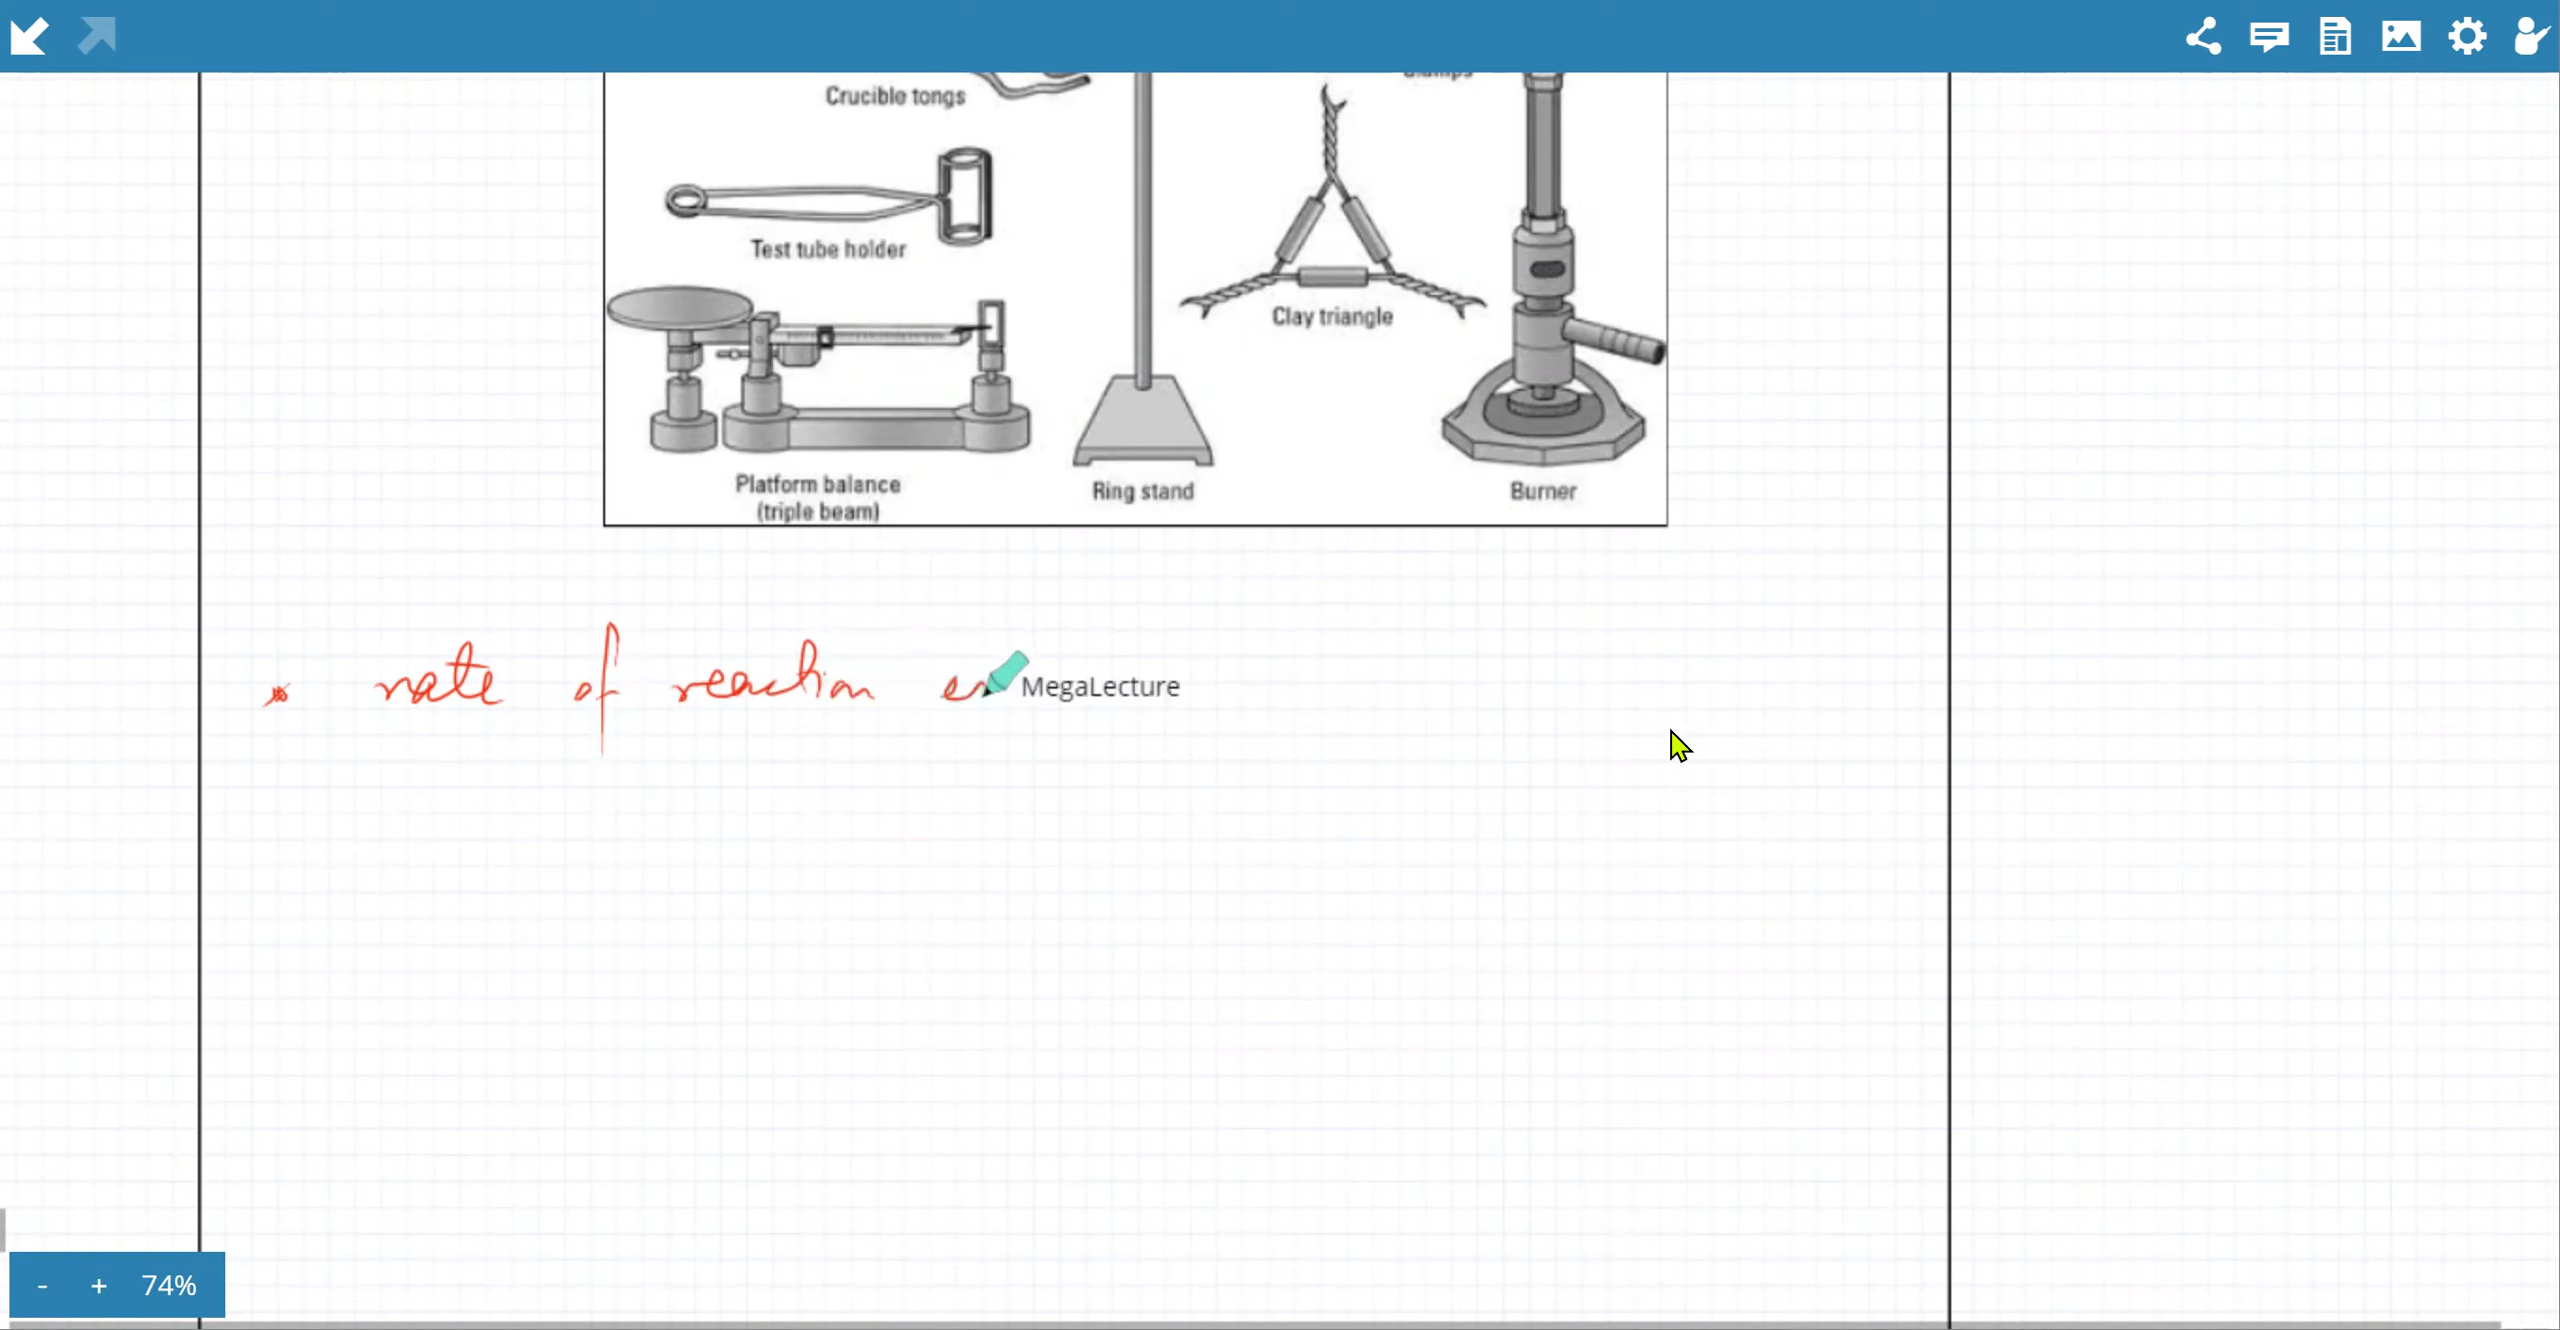 Crucible tongs
Test tube holder
Clay triangle
Platform balance
(triple beam)
Ring stand
Burner
rate of reaction
MegaLecture
- + 74%